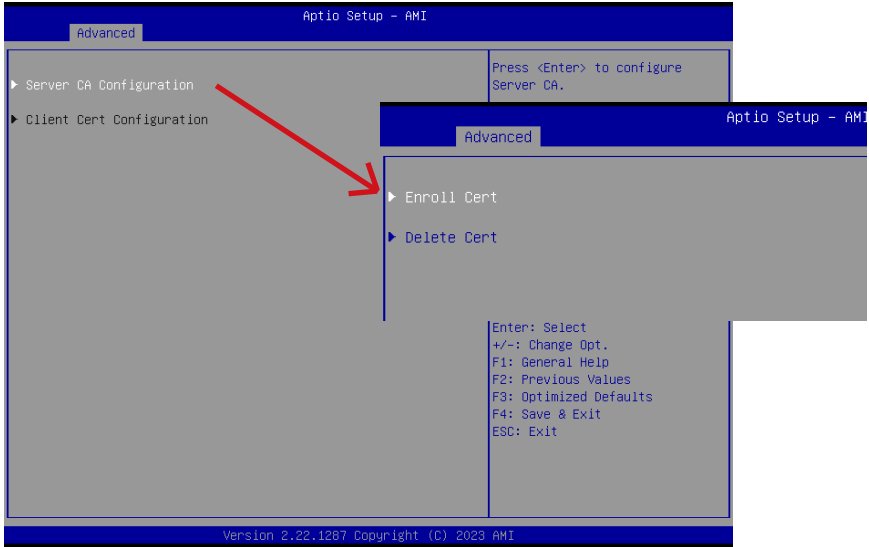 Aptio Setup – AMI
Advanced
Server CA Configuration
Client Cert Configuration
Press <Enter> to configure
Server CA.
Aptio Setup – AMI
Advanced
Enroll Cert
Delete Cert
Enter: Select
+/-: Change Opt.
F1: General Help
F2: Previous Values
F3: Optimized Defaults
F4: Save & Exit
ESC: Exit
Version 2.22.1287 Copyright (C) 2023 AMI